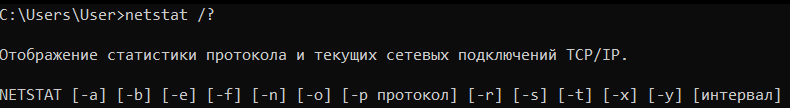 C:\Users\User>netstat /?
Отображение статистики протокола и текущих сетевых подключений TCP/IP.
NETSTAT [-a] [-b] [-e] [-f] [-n] [-o] [-p протокол] [-r] [-s] [-t] [-x] [-y] [интервал]